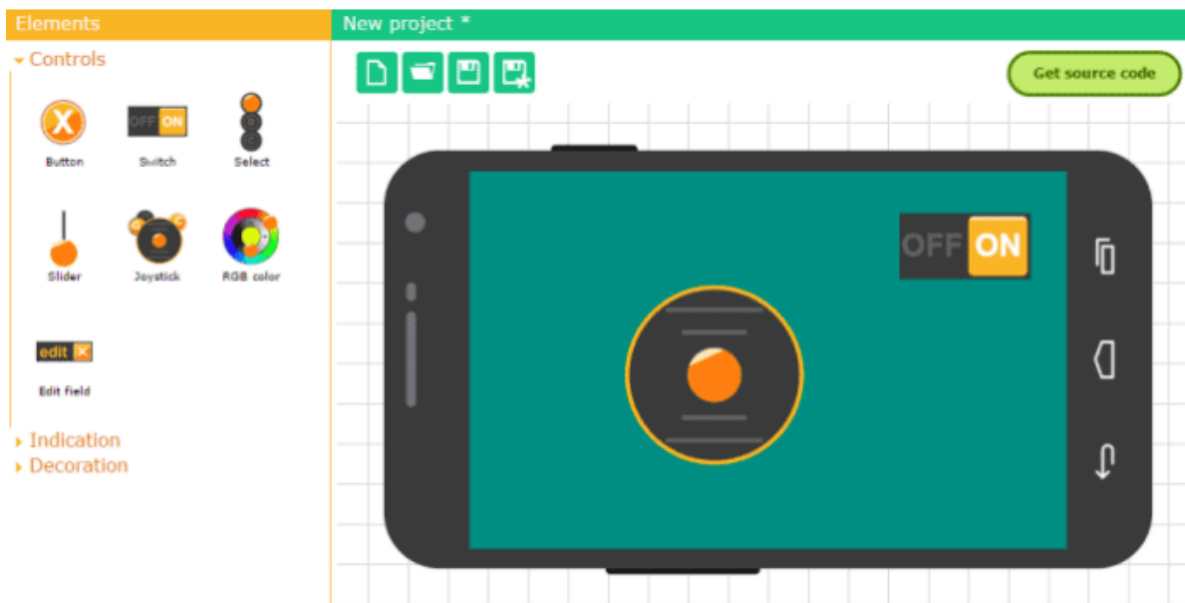 Elements
New project *
Controls
Get source code
OFF ON
Button
Switch
Select
OFF ON
Slider
Joystick
RGB color
edit
Edit field
Indication
Decoration